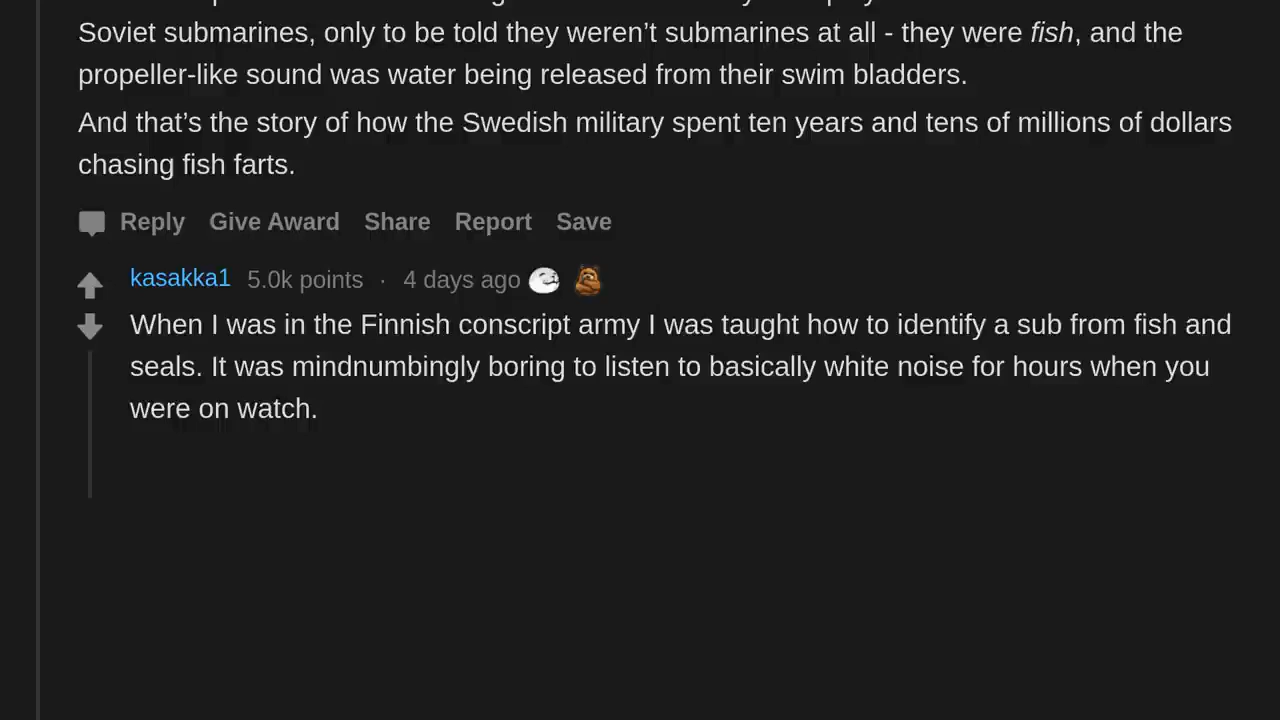 Soviet submarines, only to be told they weren’t submarines at all - they were fish, and the
propeller-like sound was water being released from their swim bladders.
And that’s the story of how the Swedish military spent ten years and tens of millions of dollars
chasing fish farts.
Reply Give Award Share Report Save
kasakka1 5.0k points · 4 days ago
When I was in the Finnish conscript army I was taught how to identify a sub from fish and
seals. It was mindnumbingly boring to listen to basically white noise for hours when you
were on watch.